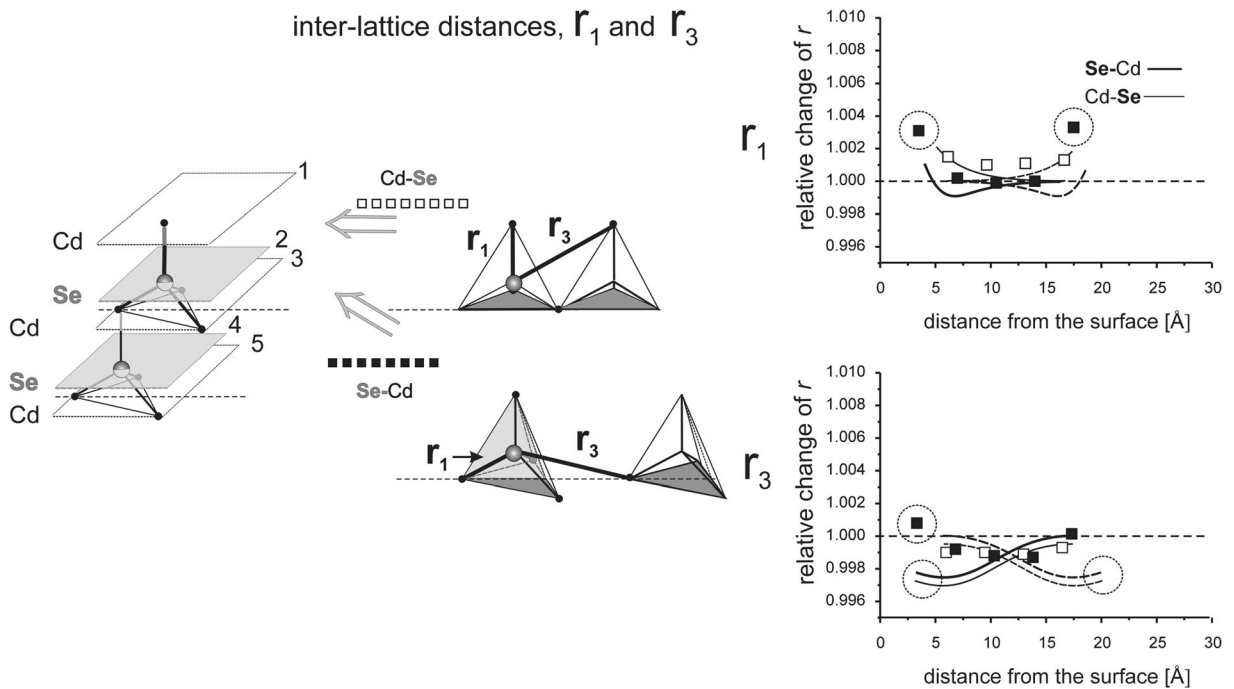 inter-lattice distances, r1 and r3
1
Cd
2
3
Se
Cd
4
5
Se
Cd
Cd-Se
r1
r3
Se-Cd
r1
r3
r1
relative change of r
1.010
1.008
1.006
1.004
1.002
1.000
0.998
0.996
Se-Cd
Cd-Se
0 5 10 15 20 25 30
distance from the surface [Å]
r3
relative change of r
1.010
1.008
1.006
1.004
1.002
1.000
0.998
0.996
0 5 10 15 20 25 30
distance from the surface [Å]